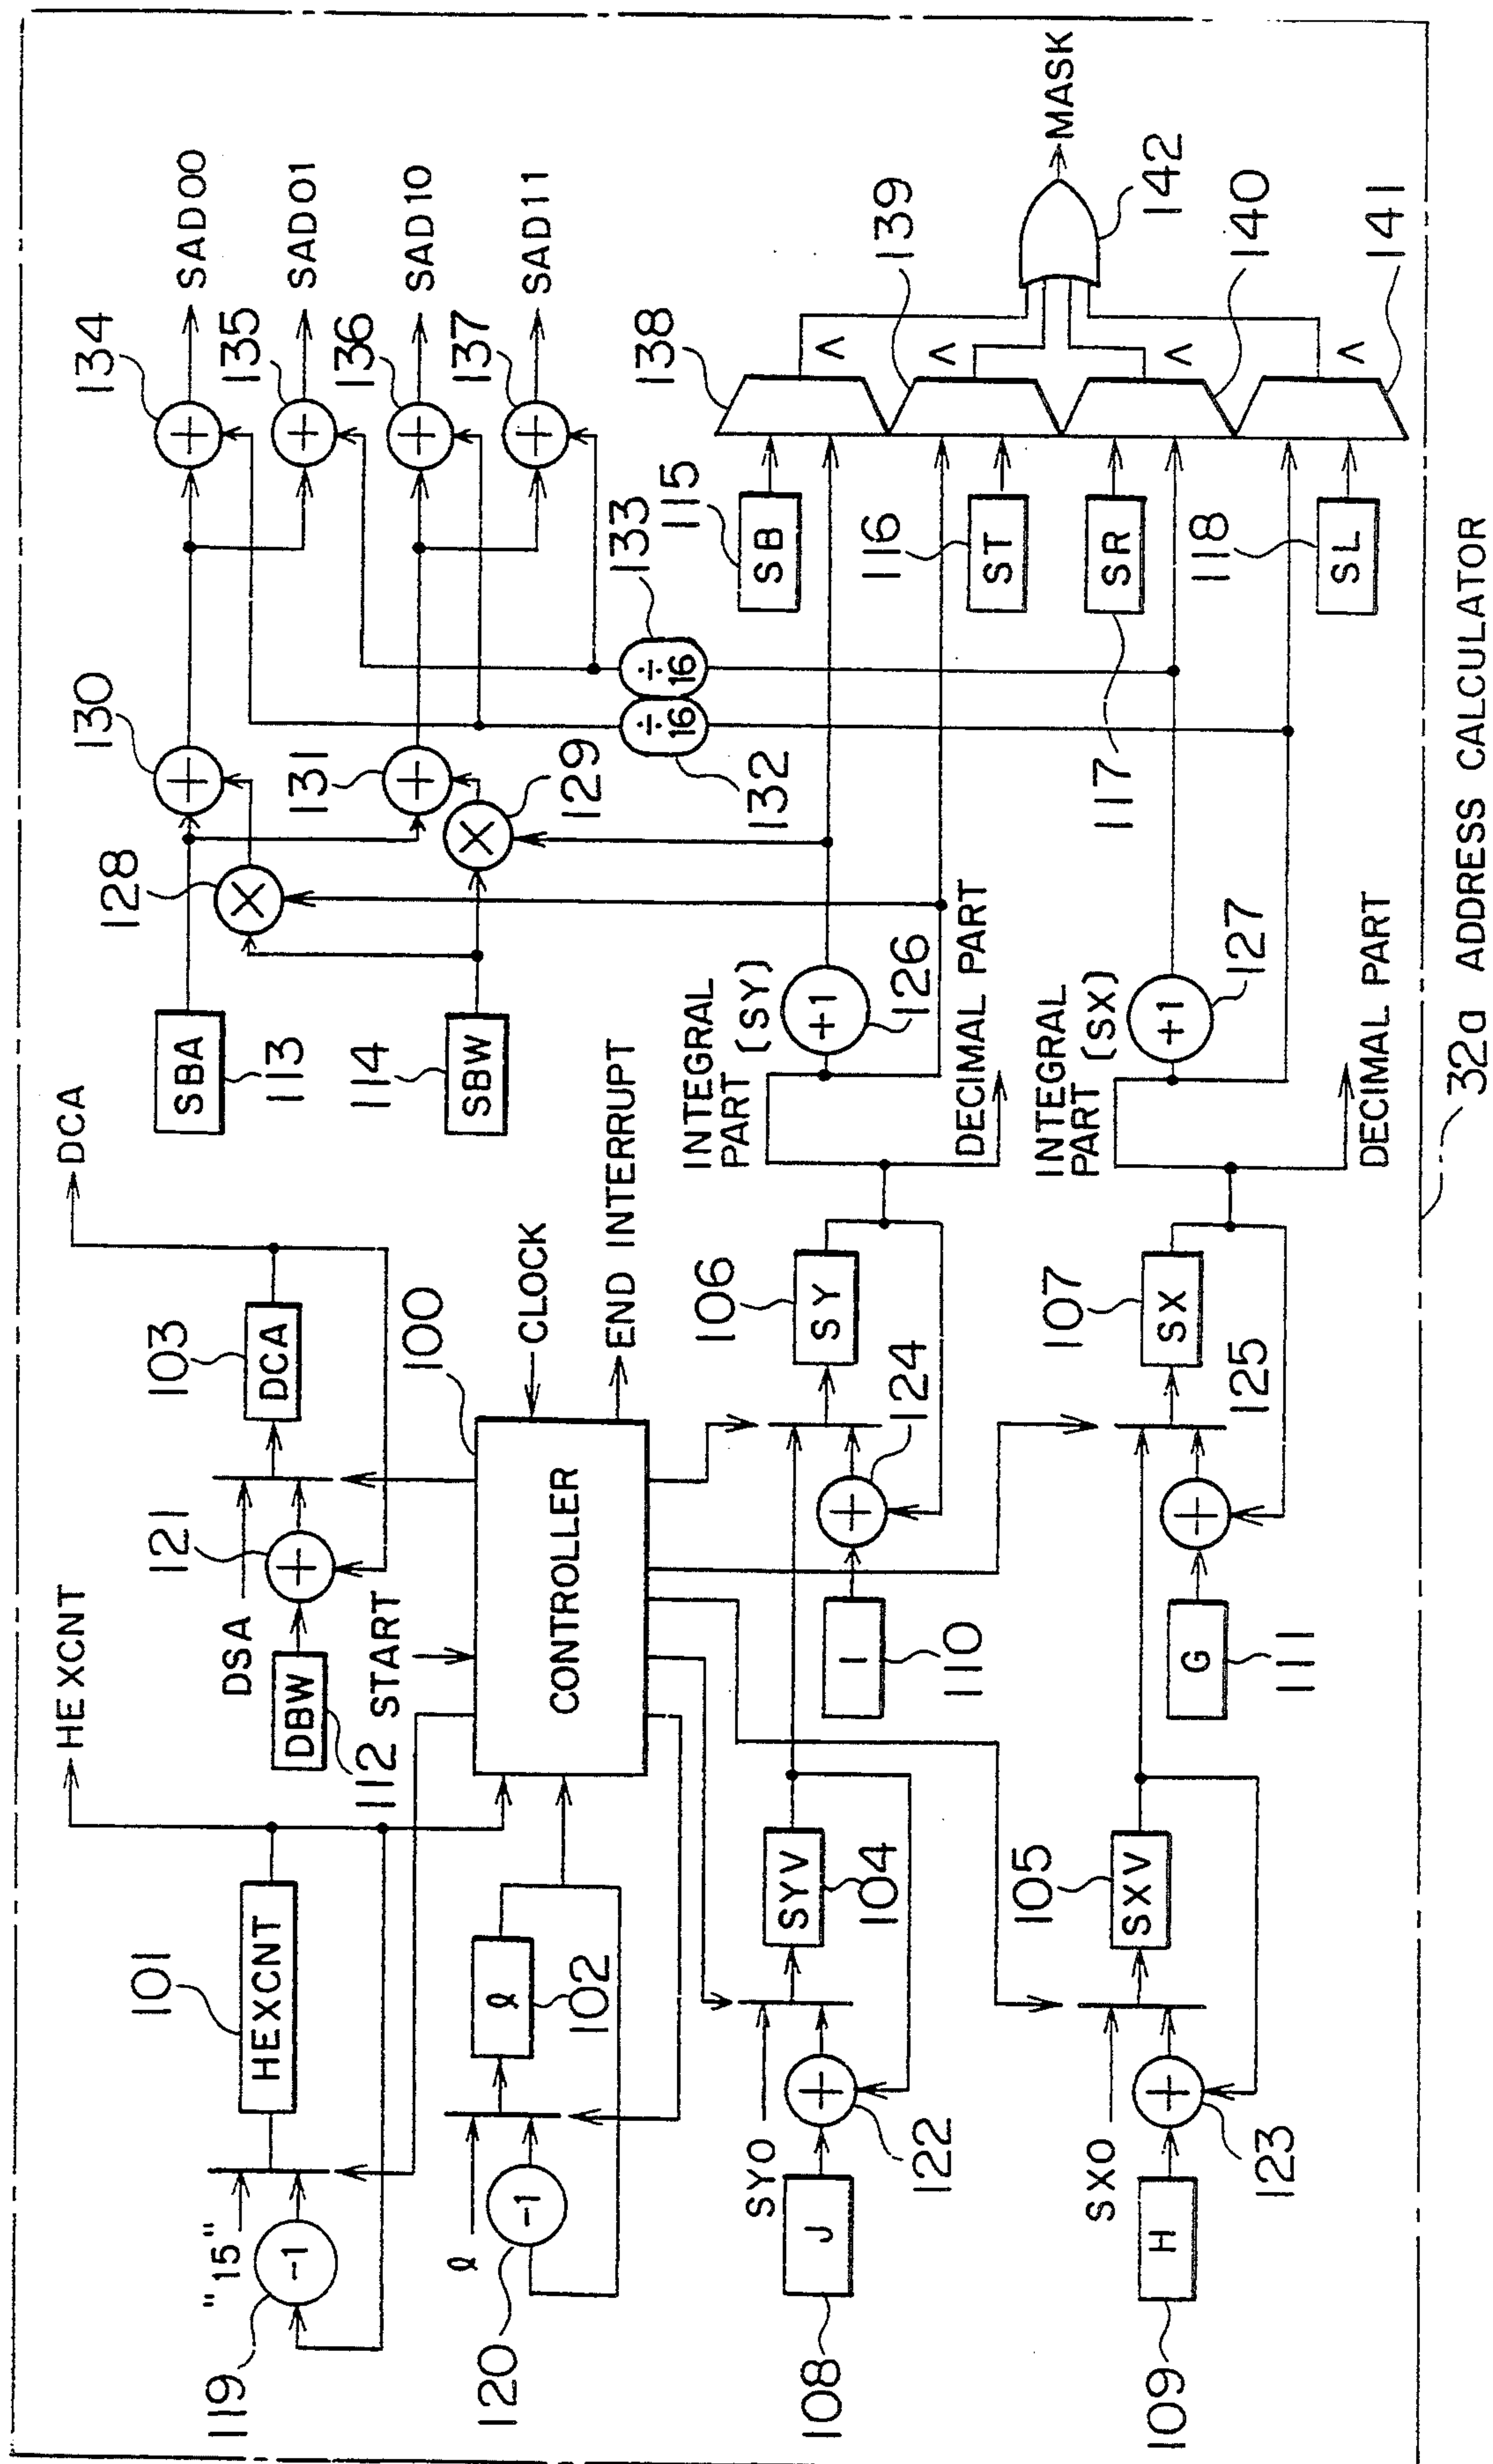 HEXCNT
DCA
"15"
-1
119
101
HEXCNT
DSA
121
DBW
112
103
DCA
SBA
113
128
130
134
SAD00
135
SAD01
ℓ
-1
120
ℓ
102
START
CONTROLLER
100
CLOCK
END INTERRUPT
114
SBW
131
129
136
SAD10
137
SAD11
133
÷16
÷16
132
SY0
J
108
122
SYV
104
I
110
124
106
SY
INTEGRAL
PART (SY)
+1
126
DECIMAL PART
SB
115
116
ST
138
139
<
<
SX0
H
109
123
105
SXV
G
111
125
107
SX
INTEGRAL
PART (SX)
+1
127
DECIMAL PART
117
SR
118
SL
140
141
<
<
142
MASK
32a ADDRESS CALCULATOR